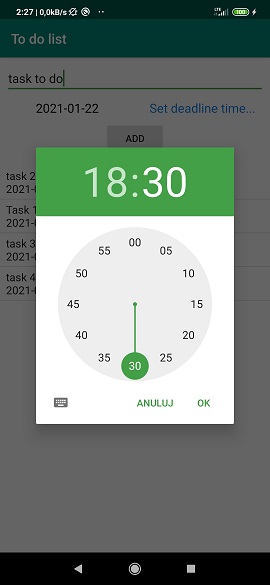 2:27 | 0,0kB/s
100
To do list
task to do
2021-01-22
Set deadline time...
ADD
18:30
task 2
2021-0
Task 1
2021-0
task 3
2021-0
task 4
2021-0
00
05
10
15
20
25
30
35
40
45
50
55
ANULUJ
OK